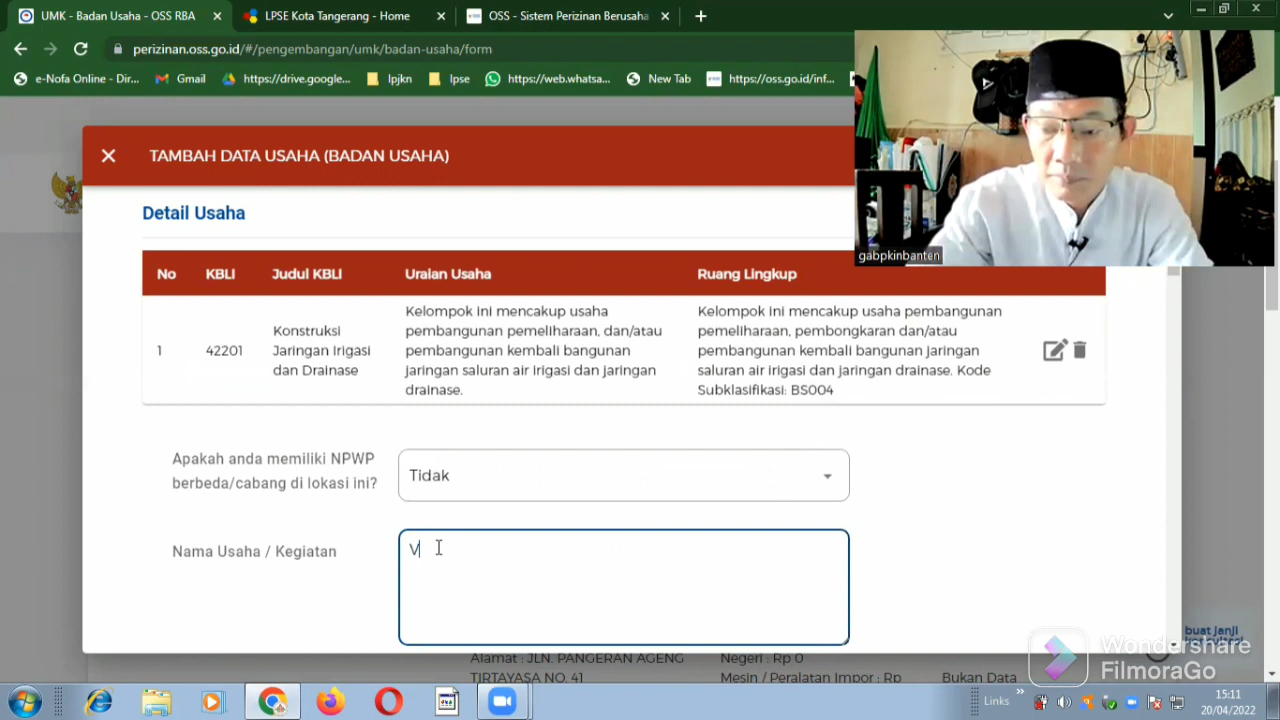 UMK - Badan Usaha - OSS RBA
LPSE Kota Tangerang - Home
OSS - Sistem Perizinan Berusaha
perizinan.oss.go.id/#/pengembangan/umk/badan-usaha/form
e-Nofa Online - Dir...
Gmail
https://drive.google...
lpjkn
lpse
https://web.whatsa...
New Tab
https://oss.go.id/inf...
TAMBAH DATA USAHA (BADAN USAHA)
gabpkinbanten
Detail Usaha
No KBLI Judul KBLI Uraian Usaha Ruang Lingkup
1
42201
Konstruksi
Jaringan Irigasi
dan Drainase
Kelompok ini mencakup usaha
pembangunan pemeliharaan, dan/atau
pembangunan kembali bangunan
jaringan saluran air irigasi dan jaringan
drainase.
Kelompok ini mencakup usaha pembangunan
pemeliharaan, pembongkaran dan/atau
pembangunan kembali bangunan jaringan
saluran air irigasi dan jaringan drainase. Kode
Subklasifikasi: BS004
Apakah anda memiliki NPWP
berbeda/cabang di lokasi ini?
Tidak
Nama Usaha / Kegiatan
V
buat janji
Alamat : JLN. PANGERAN AGENG
TIRTAYASA NO. 41
Negeri : Rp 0
Mesin / Peralatan Impor : Rp
Bukan Data
Wondershare
FilmoraGo
Links
15:11
20/04/2022